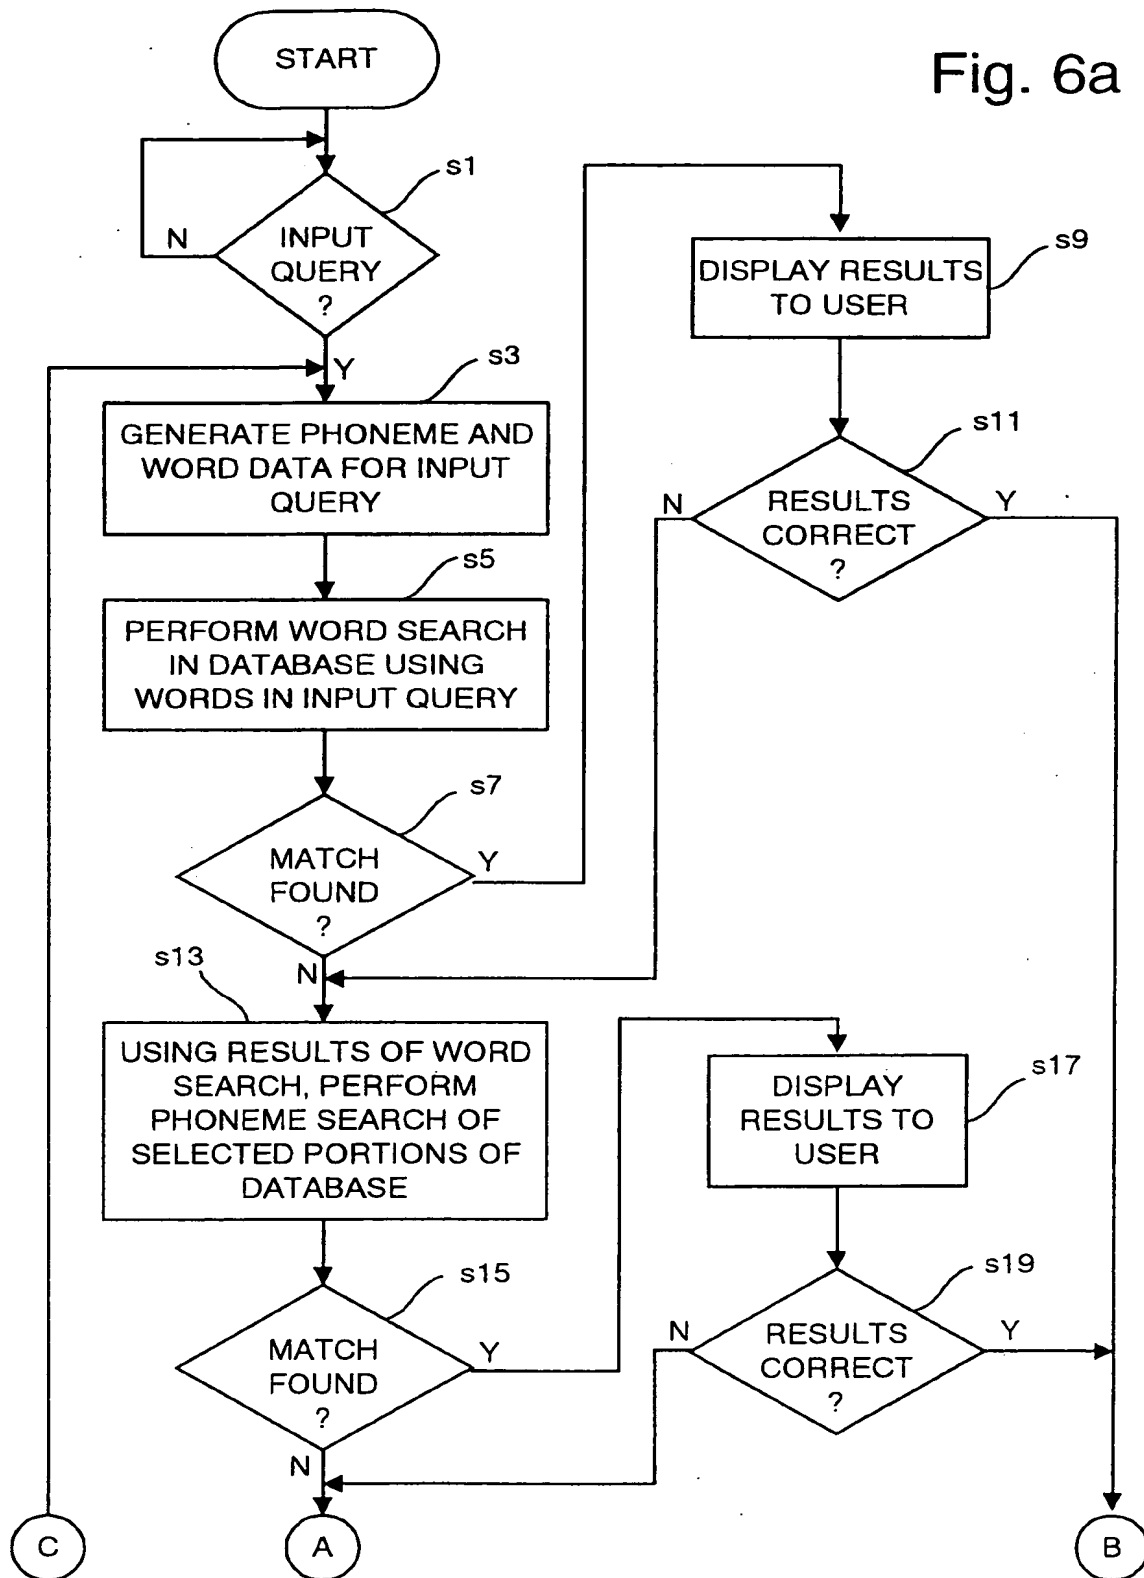 Fig. 6a
START
s1
N
INPUT
QUERY
?
Y
s3
GENERATE PHONEME AND
WORD DATA FOR INPUT
QUERY
s5
PERFORM WORD SEARCH
IN DATABASE USING
WORDS IN INPUT QUERY
s7
MATCH
FOUND
?
Y
N
s9
DISPLAY RESULTS
TO USER
s11
N
RESULTS
CORRECT
?
Y
s13
USING RESULTS OF WORD
SEARCH, PERFORM
PHONEME SEARCH OF
SELECTED PORTIONS OF
DATABASE
s15
MATCH
FOUND
?
Y
N
s17
DISPLAY
RESULTS TO
USER
s19
N
RESULTS
CORRECT
?
Y
C
A
B